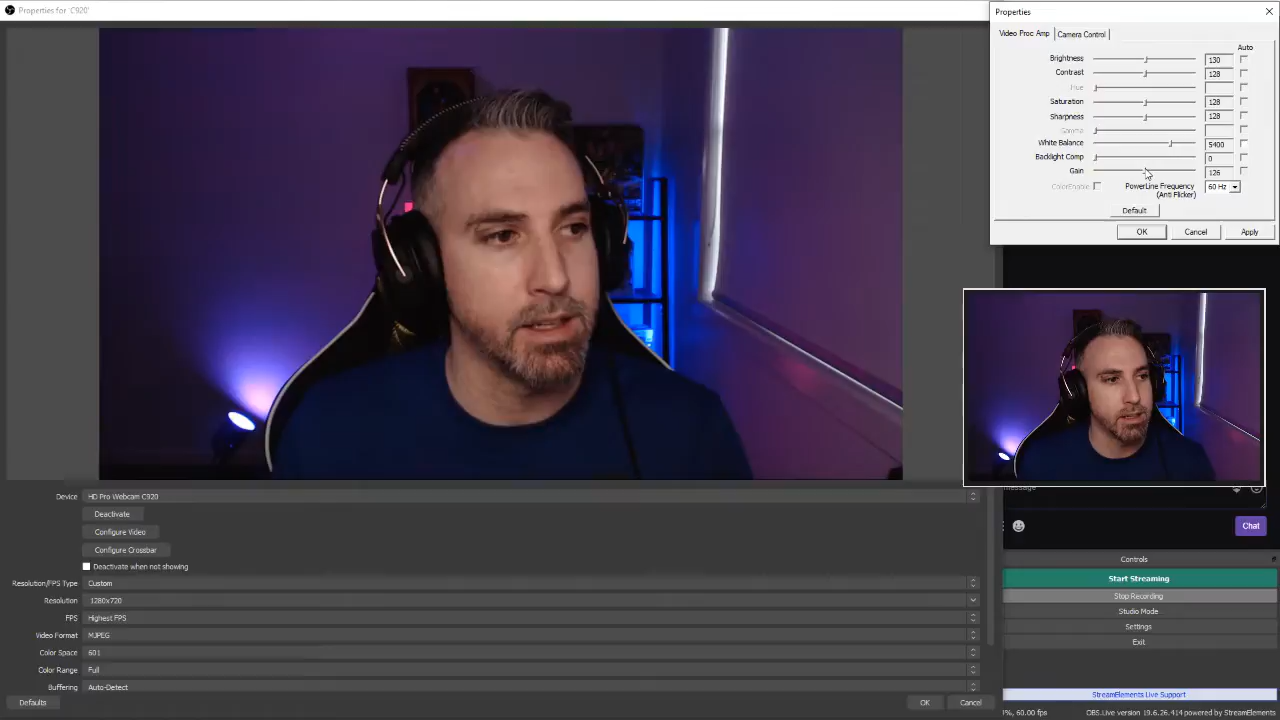 Properties for 'C920'
Properties
Video Proc Amp
Camera Control
Auto
Brightness 130
Contrast 128
Hue
Saturation 128
Sharpness 128
Gamma
White Balance 5400
Backlight Comp 0
Gain 126
ColorEnable PowerLine Frequency 60 Hz
(Anti Flicker)
Default
OK Cancel Apply
Device HD Pro Webcam C920
Deactivate
Configure Video
Configure Crossbar
Deactivate when not showing
Resolution/FPS Type Custom
Resolution 1280x720
FPS Highest FPS
Video Format MJPEG
Color Space 601
Color Range Full
Buffering Auto-Detect
Defaults OK Cancel
message
Chat
Controls
Start Streaming
Stop Recording
Studio Mode
Settings
Exit
StreamElements Live Support
%, 60.00 fps OBS.Live version 19.6.26.414 powered by StreamElements